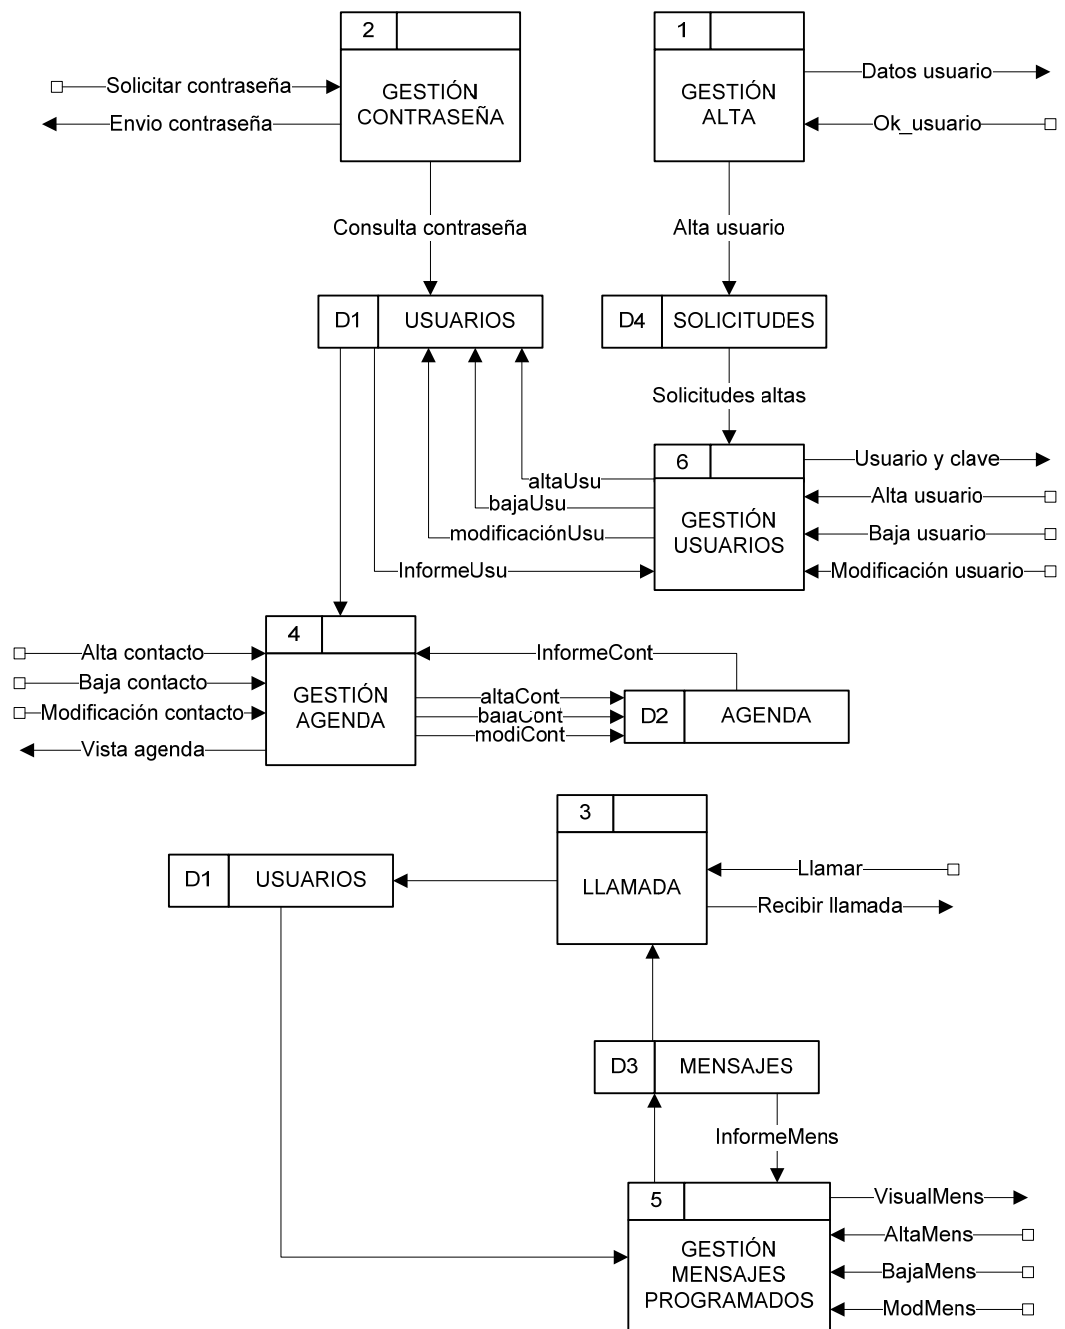 2
1
Solicitar contraseña
Envio contraseña
GESTIÓN
CONTRASEÑA
GESTIÓN
ALTA
Datos usuario
Ok_usuario
Consulta contraseña
Alta usuario
D1
USUARIOS
D4
SOLICITUDES
Solicitudes altas
6
Usuario y clave
altaUsu
bajaUsu
modificaciónUsu
InformeUsu
GESTIÓN
USUARIOS
Alta usuario
Baja usuario
Modificación usuario
4
Alta contacto
Baja contacto
Modificación contacto
Vista agenda
GESTIÓN
AGENDA
InformeCont
altaCont
bajaCont
modiCont
D2
AGENDA
3
D1
USUARIOS
LLAMADA
Llamar
Recibir llamada
D3
MENSAJES
InformeMens
5
GESTIÓN
MENSAJES
PROGRAMADOS
VisualMens
AltaMens
BajaMens
ModMens